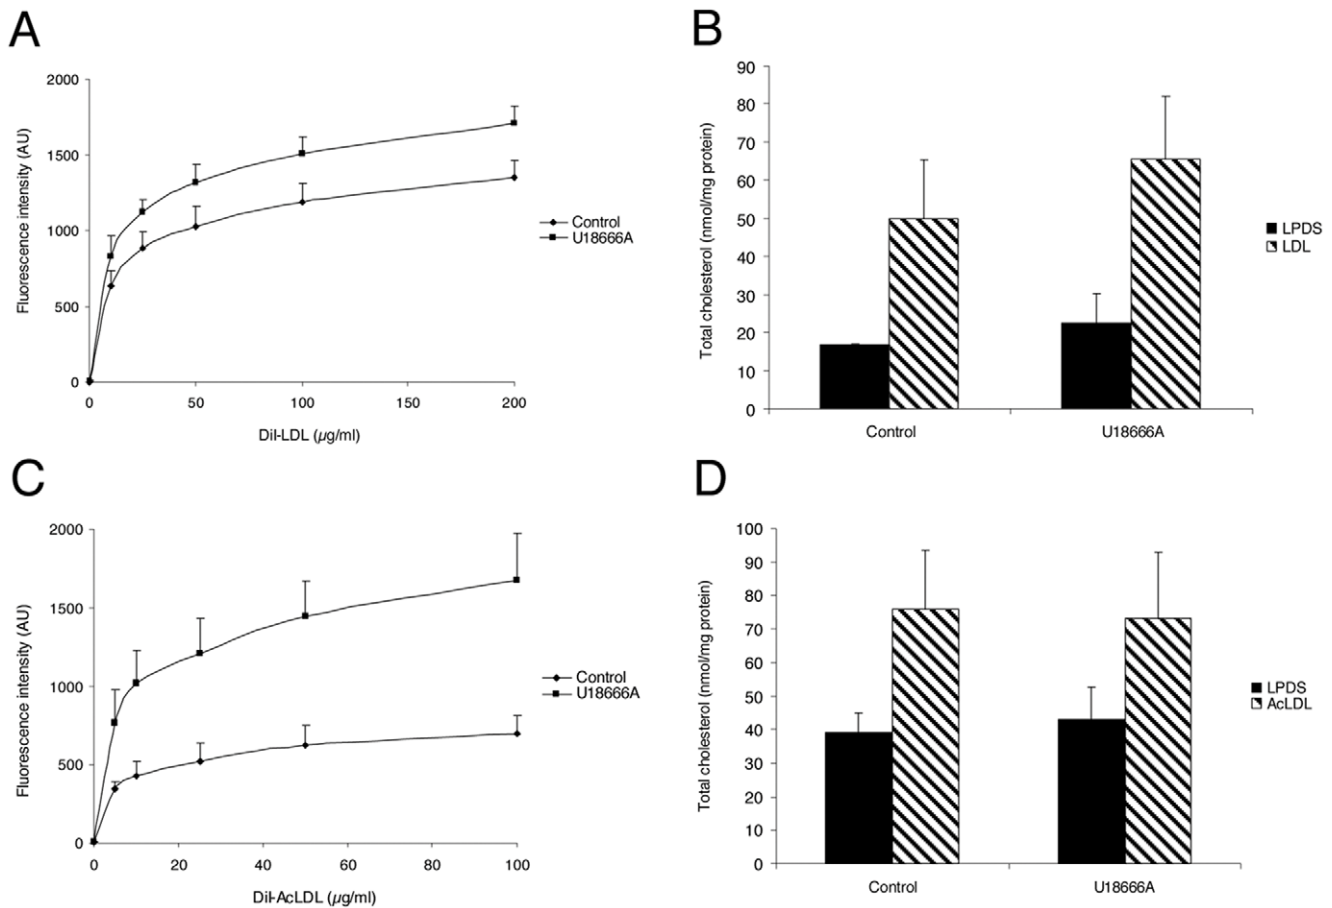 A
2000
1500
1000
500
0
Fluorescence intensity (AU)
0 50 100 150 200
Dil-LDL (µg/ml)
Control
U18666A
B
90
80
70
60
50
40
30
20
10
0
Total cholesterol (nmol/mg protein)
Control U18666A
LPDS
LDL
C
2000
1500
1000
500
0
Fluorescence intensity (AU)
0 20 40 60 80 100
Dil-AcLDL (µg/ml)
Control
U18666A
D
100
90
80
70
60
50
40
30
20
10
0
Total cholesterol (nmol/mg protein)
Control U18666A
LPDS
AcLDL